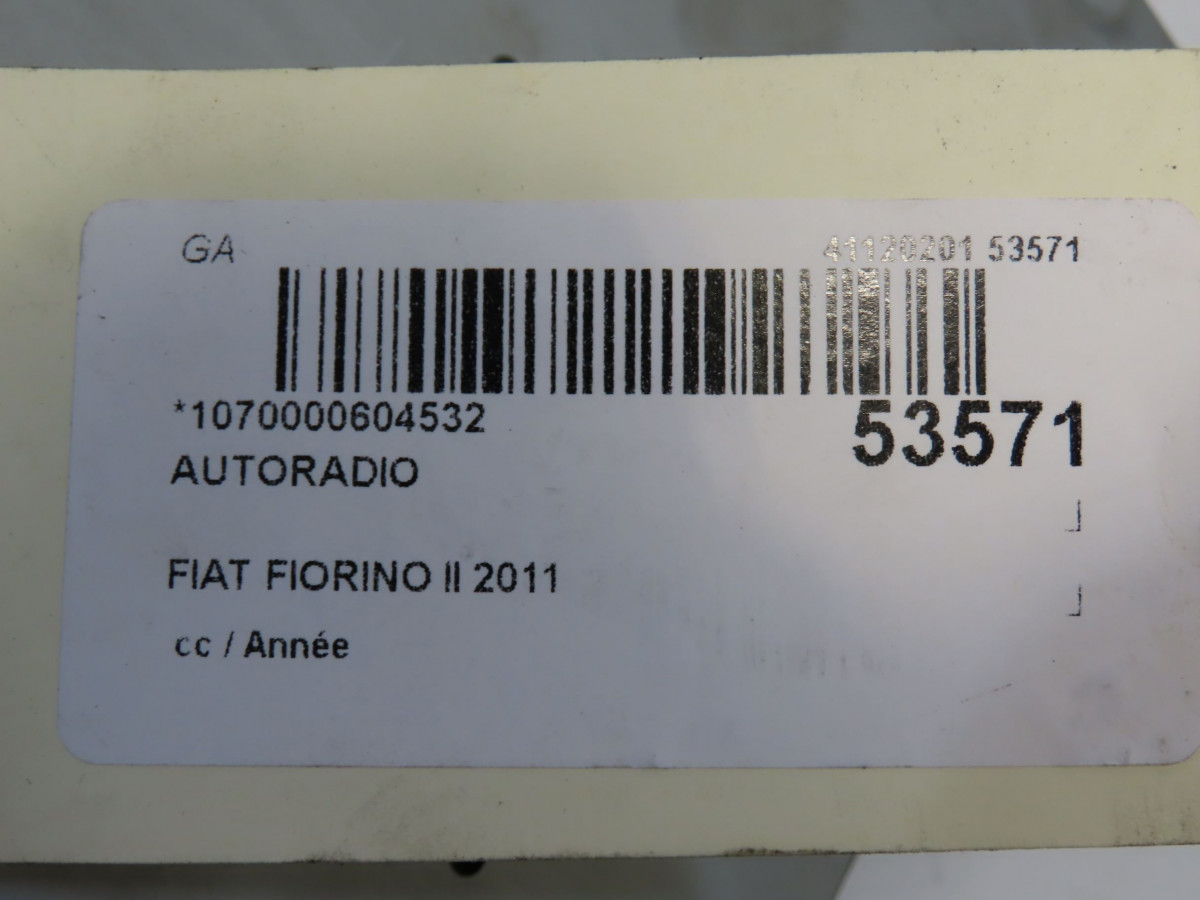 GA 41120201 53571
*1070000604532 53571
AUTORADIO
FIAT FIORINO II 2011
cc / Année